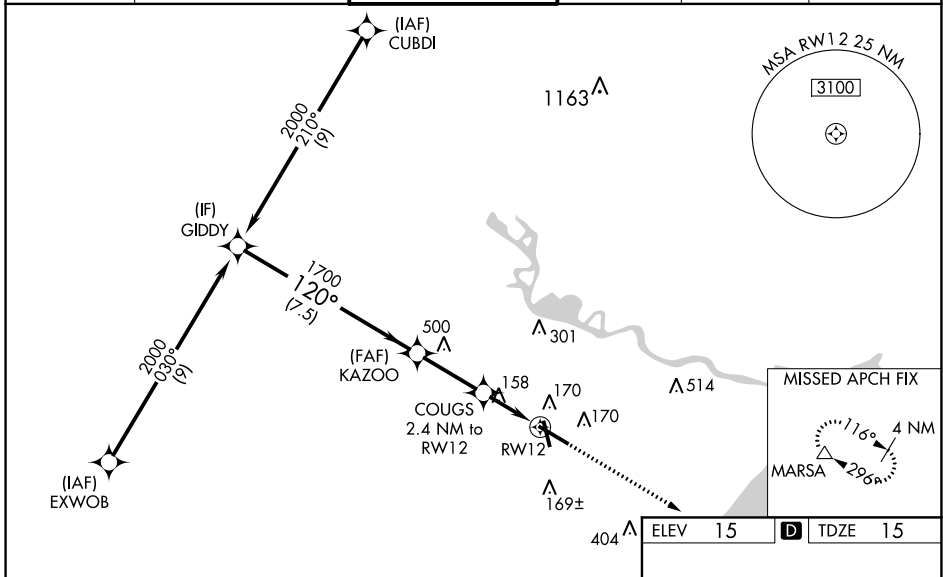 (IAF)
CUBDI
MSA RW12 25 NM
3100
1163
2000
210°
(9)
(IF)
GIDDY
1700
120°
(7.5)
500
301
2000
030°
(9)
(FAF)
KAZOO
158
514
MISSED APCH FIX
170
COUGS
2.4 NM to
RW12
170
RW12
116°
4 NM
MARSA
296°
(IAF)
EXWOB
169±
404
ELEV 15
D
TDZE 15